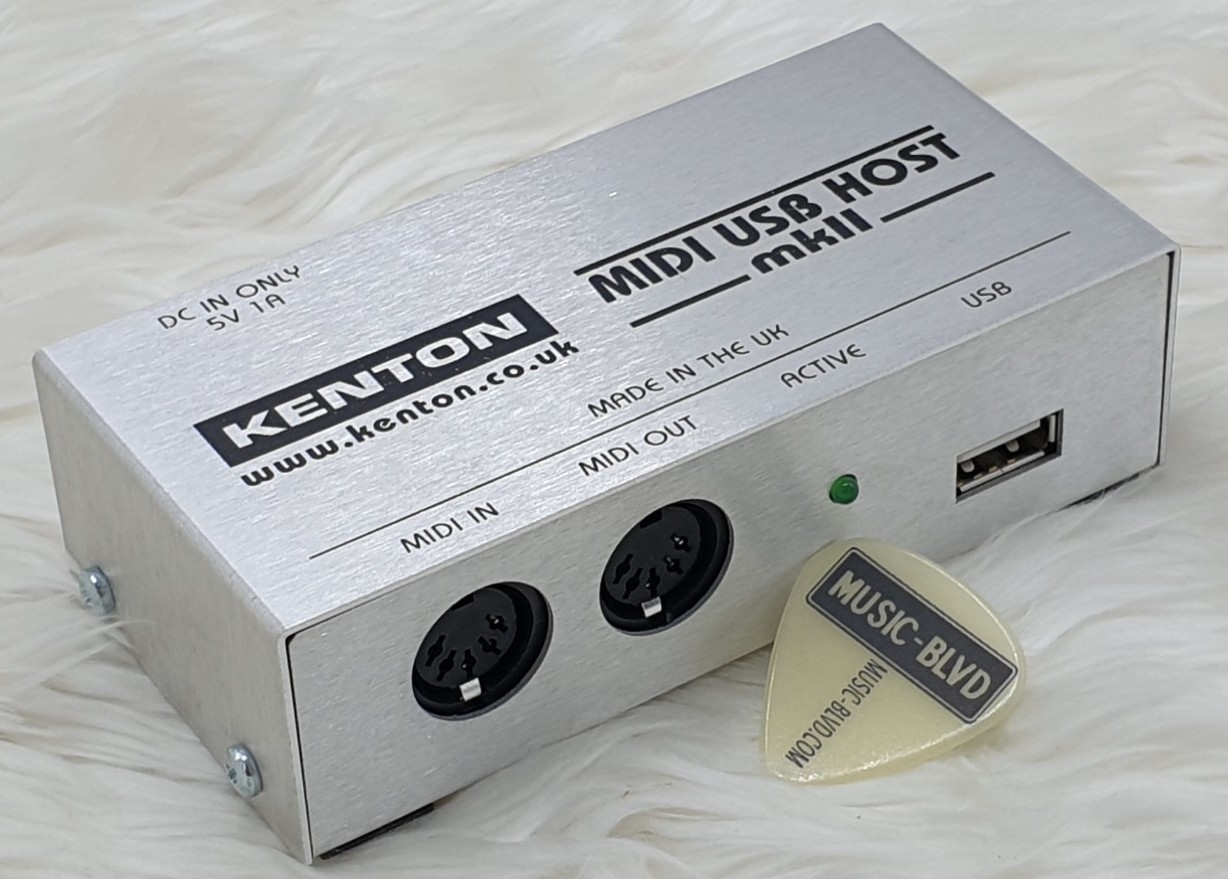 DC IN ONLY
5V 1A
KENTON
www.kenton.co.uk
MIDI USB HOST
mkII
MADE IN THE UK
MIDI IN
MIDI OUT
ACTIVE
USB
MUSIC-BLVD
MUSIC-BLVD.COM